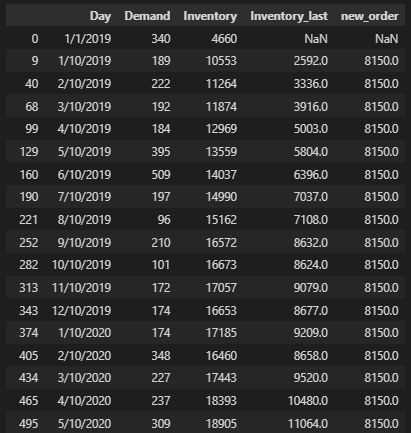 Day Demand Inventory Inventory_last new_order
0 1/1/2019 340 4660 NaN NaN
9 1/10/2019 189 10553 2592.0 8150.0
40 2/10/2019 222 11264 3336.0 8150.0
68 3/10/2019 192 11874 3916.0 8150.0
99 4/10/2019 184 12969 5003.0 8150.0
129 5/10/2019 395 13559 5804.0 8150.0
160 6/10/2019 509 14037 6396.0 8150.0
190 7/10/2019 197 14990 7037.0 8150.0
221 8/10/2019 96 15162 7108.0 8150.0
252 9/10/2019 210 16572 8632.0 8150.0
282 10/10/2019 101 16673 8624.0 8150.0
313 11/10/2019 172 17057 9079.0 8150.0
343 12/10/2019 174 16653 8677.0 8150.0
374 1/10/2020 174 17185 9209.0 8150.0
405 2/10/2020 348 16460 8658.0 8150.0
434 3/10/2020 227 17443 9520.0 8150.0
465 4/10/2020 237 18393 10480.0 8150.0
495 5/10/2020 309 18905 11064.0 8150.0